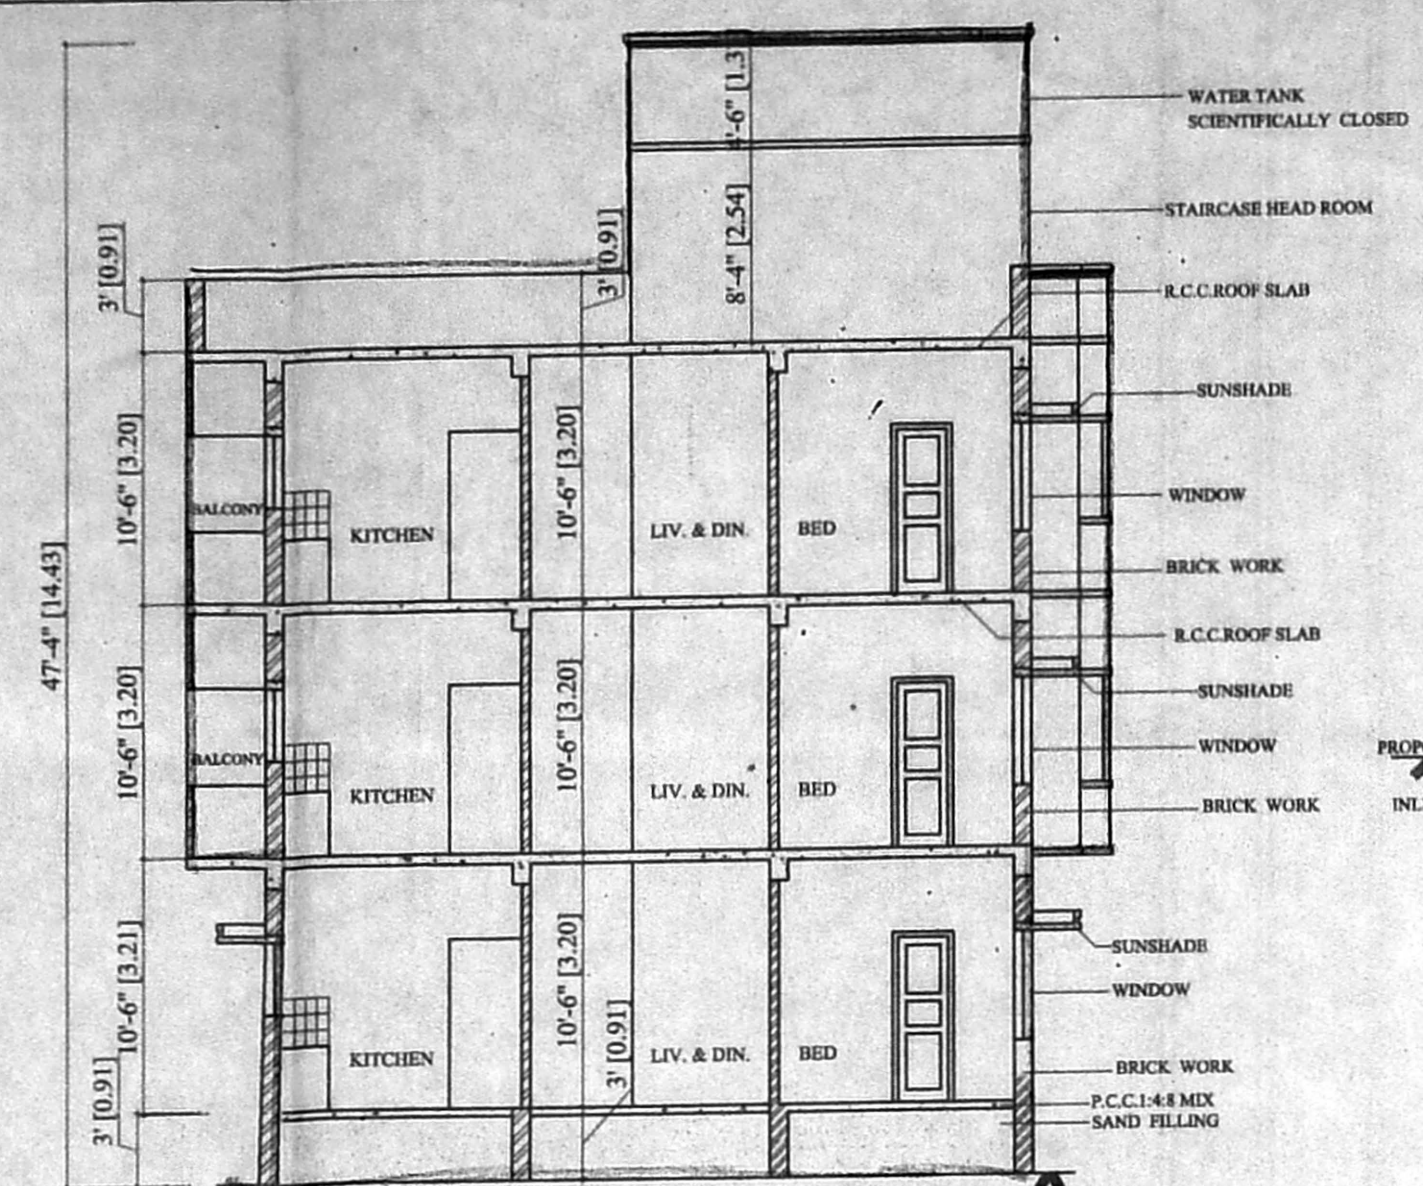 4'-6" [1.3
WATER TANK
SCIENTIFICALLY CLOSED
8'-4" [2.54]
STAIRCASE HEAD ROOM
3' [0.91]
3' [0.91]
R.C.C.ROOF SLAB
SUNSHADE
10'-6" [3.20]
10'-6" [3.20]
WINDOW
BALCONY
KITCHEN
LIV. & DIN.
BED
BRICK WORK
47'-4" [14.43]
R.C.C.ROOF SLAB
SUNSHADE
10'-6" [3.20]
10'-6" [3.20]
WINDOW
PROPO
BALCONY
KITCHEN
LIV. & DIN.
BED
BRICK WORK
INL
SUNSHADE
10'-6" [3.21]
10'-6" [3.20]
WINDOW
3' [0.91]
KITCHEN
LIV. & DIN.
BED
BRICK WORK
3' [0.91]
P.C.C.1:4:8 MIX
SAND FILLING